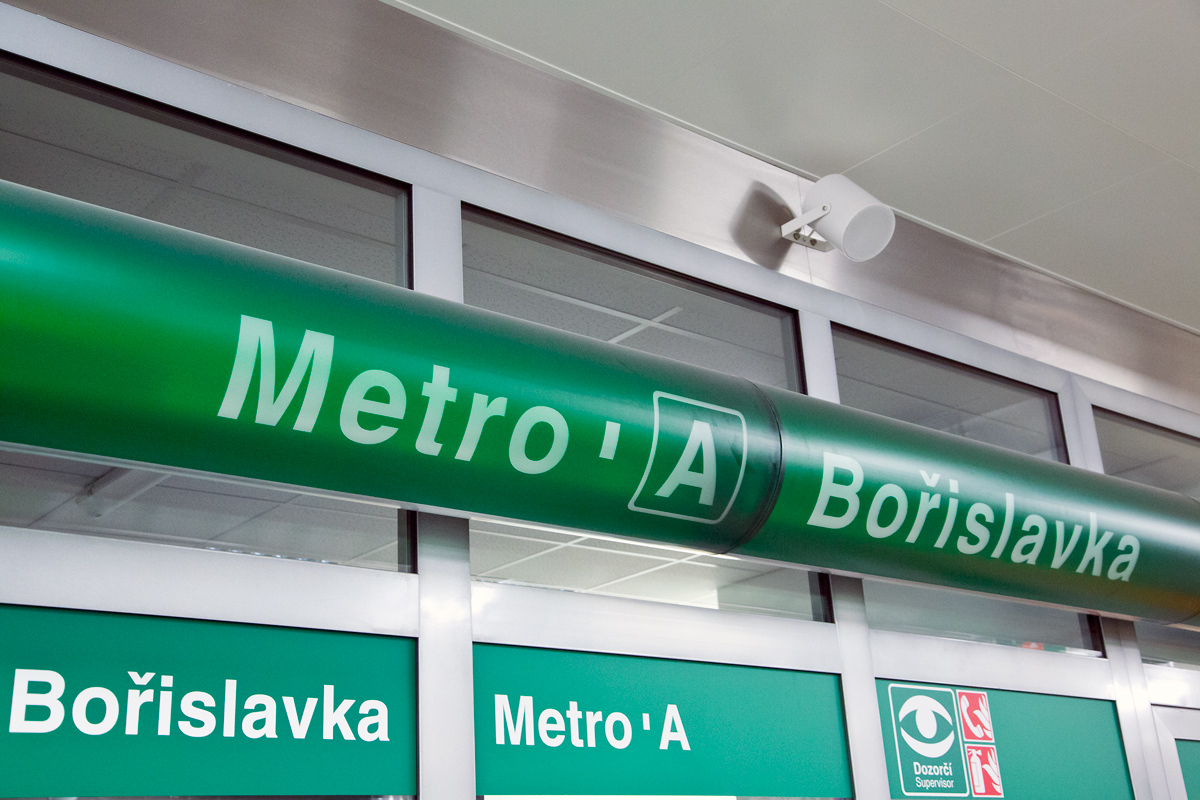 Metro ' A Bořislavka
Bořislavka
Metro ' A
Dozorčí
Supervisor